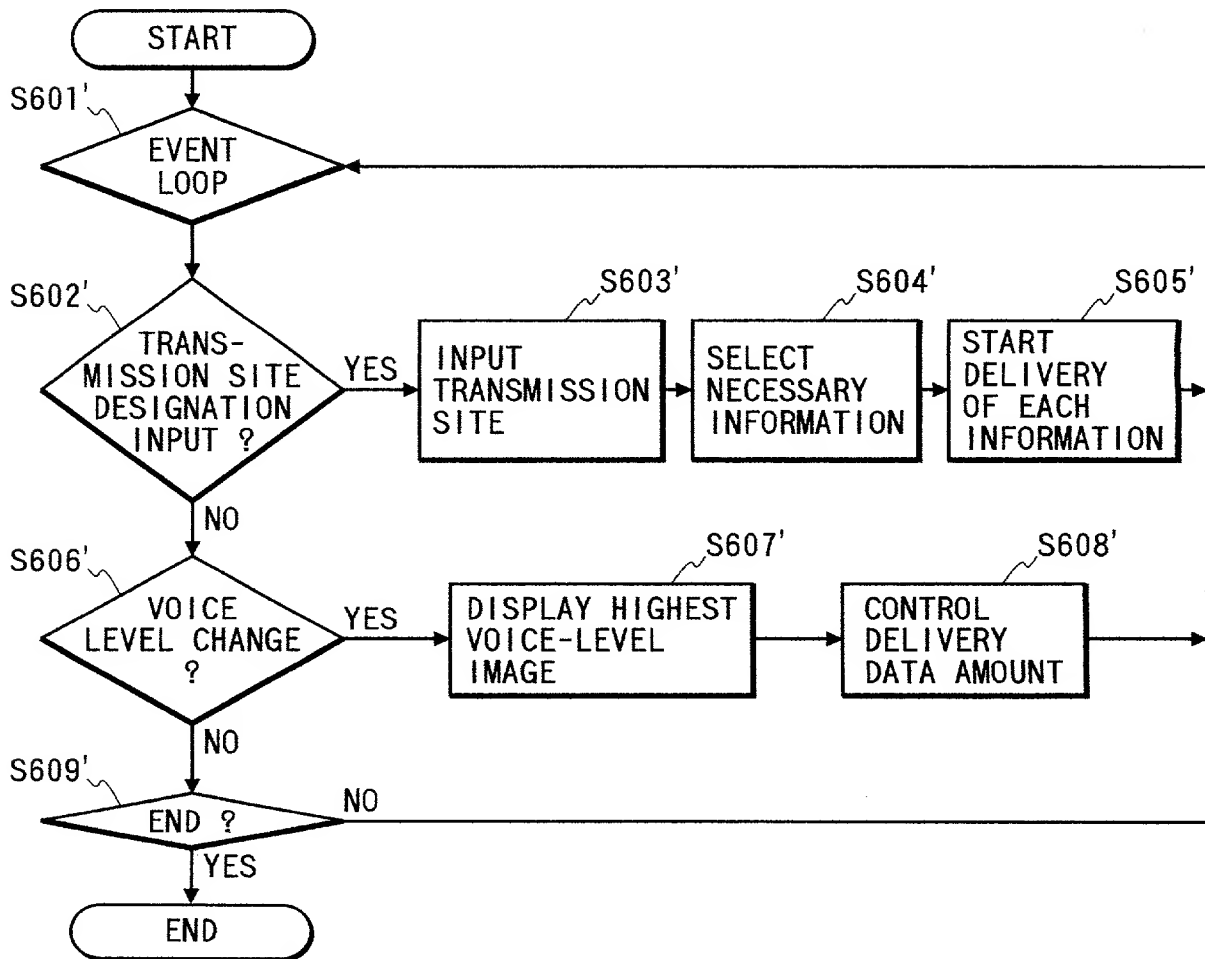 START
S601'
EVENT
LOOP
S602'
TRANS-
MISSION SITE
DESIGNATION
INPUT ?
YES
S603'
INPUT
TRANSMISSION
SITE
S604'
SELECT
NECESSARY
INFORMATION
S605'
START
DELIVERY
OF EACH
INFORMATION
NO
S606'
VOICE
LEVEL CHANGE
?
YES
S607'
DISPLAY HIGHEST
VOICE-LEVEL
IMAGE
S608'
CONTROL
DELIVERY
DATA AMOUNT
NO
S609'
END ?
NO
YES
END